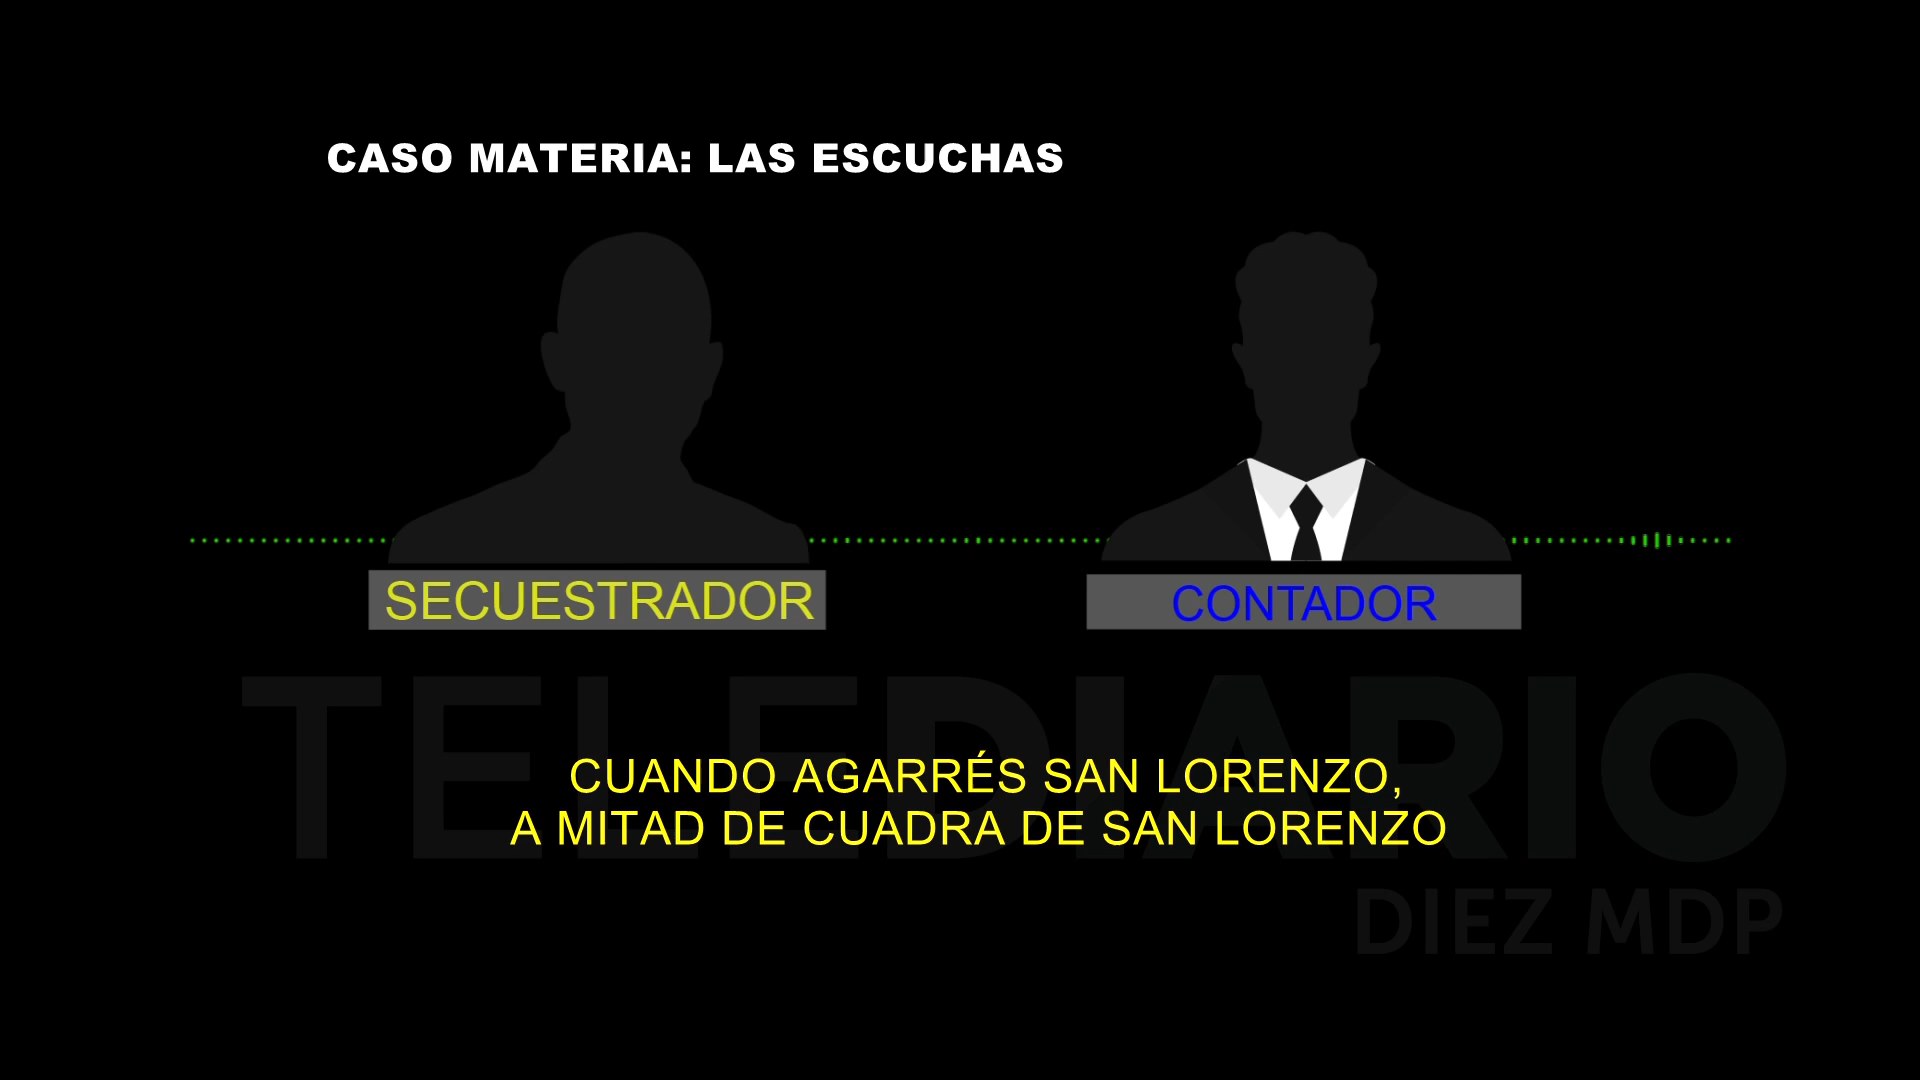 CASO MATERIA: LAS ESCUCHAS
SECUESTRADOR
CONTADOR
TELEDIARIO
CUANDO AGARRÉS SAN LORENZO,
A MITAD DE CUADRA DE SAN LORENZO
DIEZ MDP